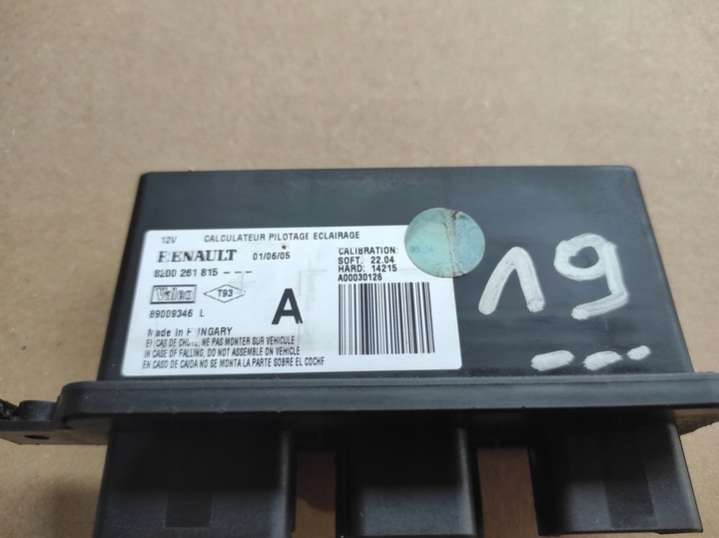 12V CALCULATEUR PILOTAGE ECLAIRAGE
RENAULT 01/06/05
8200 261 815 ---
Valeo T93
89009346 L
A
CALIBRATION:
SOFT. 22.04
HARD: 14215
A00030126
Made in HUNGARY
EN CAS DE CHUTE, NE PAS MONTER SUR VEHICULE
IN CASE OF FALLING, DO NOT ASSEMBLE ON VEHICLE
EN CASO DE CAIDA NO SE MONTA LA PARTE SOBRE EL COCHE
19